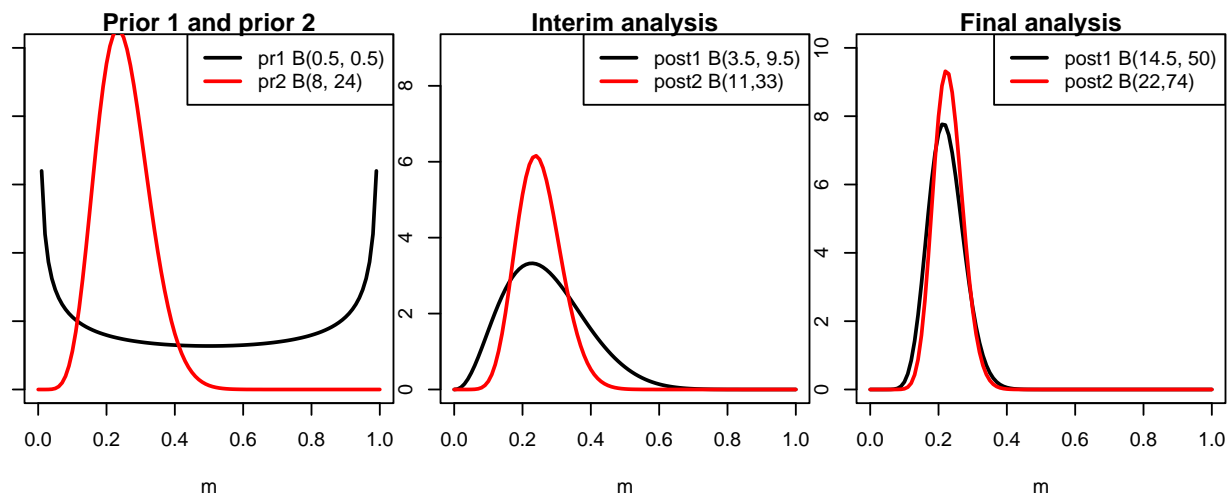 Prior 1 and prior 2
pr1 B(0.5, 0.5)
pr2 B(8, 24)
0.0 0.2 0.4 0.6 0.8 1.0
m
Interim analysis
post1 B(3.5, 9.5)
post2 B(11,33)
8
6
4
2
0
0.0 0.2 0.4 0.6 0.8 1.0
m
Final analysis
post1 B(14.5, 50)
post2 B(22,74)
10
8
6
4
2
0
0.0 0.2 0.4 0.6 0.8 1.0
m